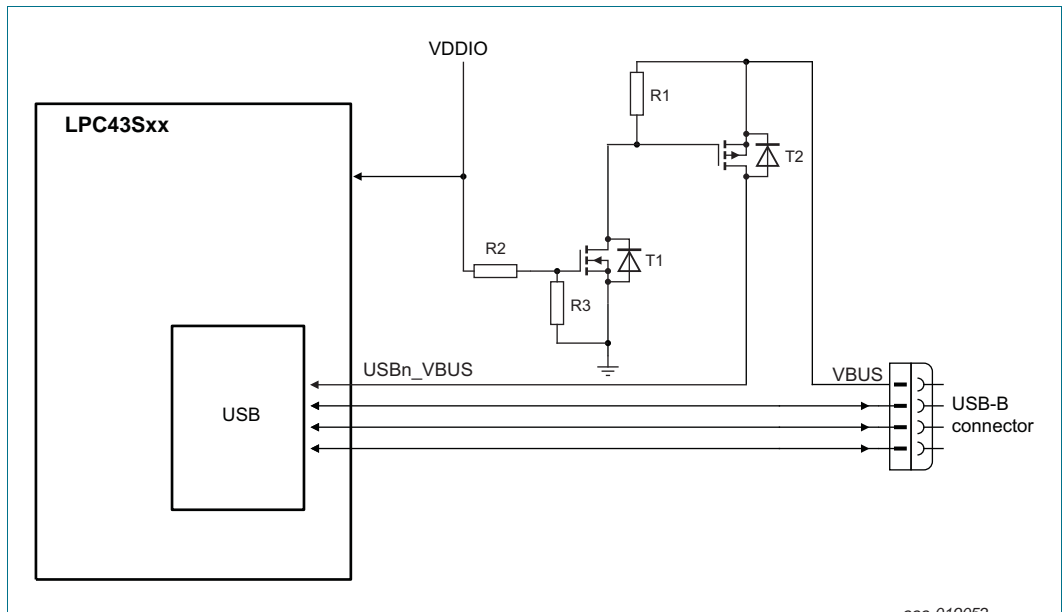 VDDIO
R1
LPC43Sxx
T2
R2
T1
R3
USBn_VBUS
VBUS
USB
USB-B
connector